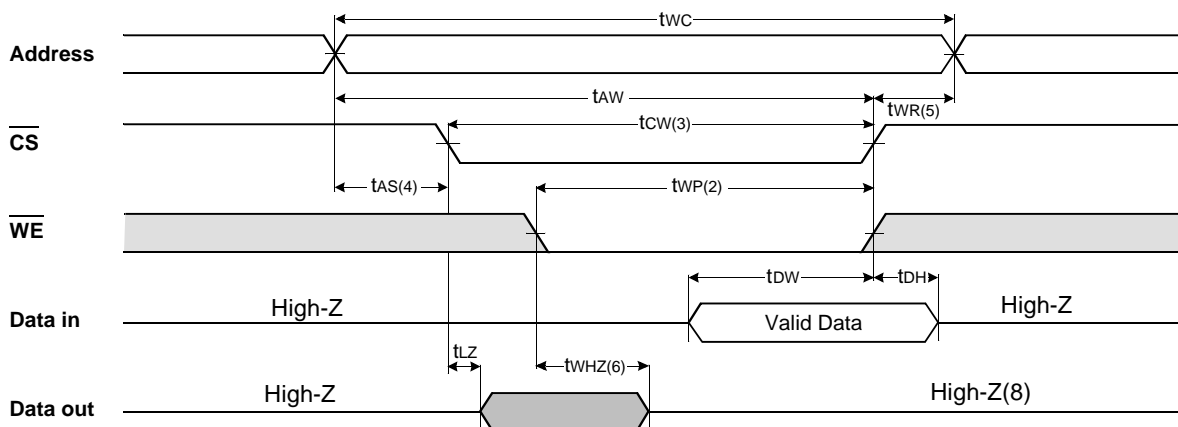 tWC
Address
tAW
tWR(5)
tCW(3)
CS
tAS(4)
tWP(2)
WE
tDW
tDH
High-Z
High-Z
Data in
Valid Data
tLZ
tWHZ(6)
High-Z
High-Z(8)
Data out